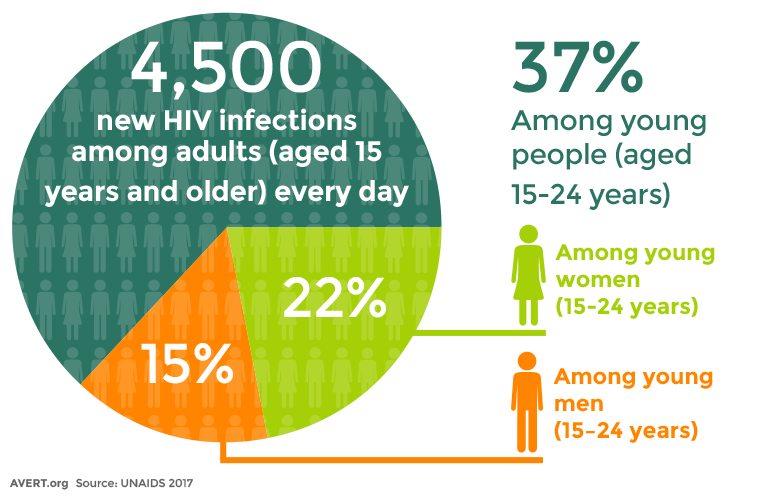 4,500
new HIV infections
among adults (aged 15
years and older) every day
37%
Among young
people (aged
15-24 years)
22%
Among young
women
(15-24 years)
15%
Among young
men
(15-24 years)
AVERT.org Source: UNAIDS 2017